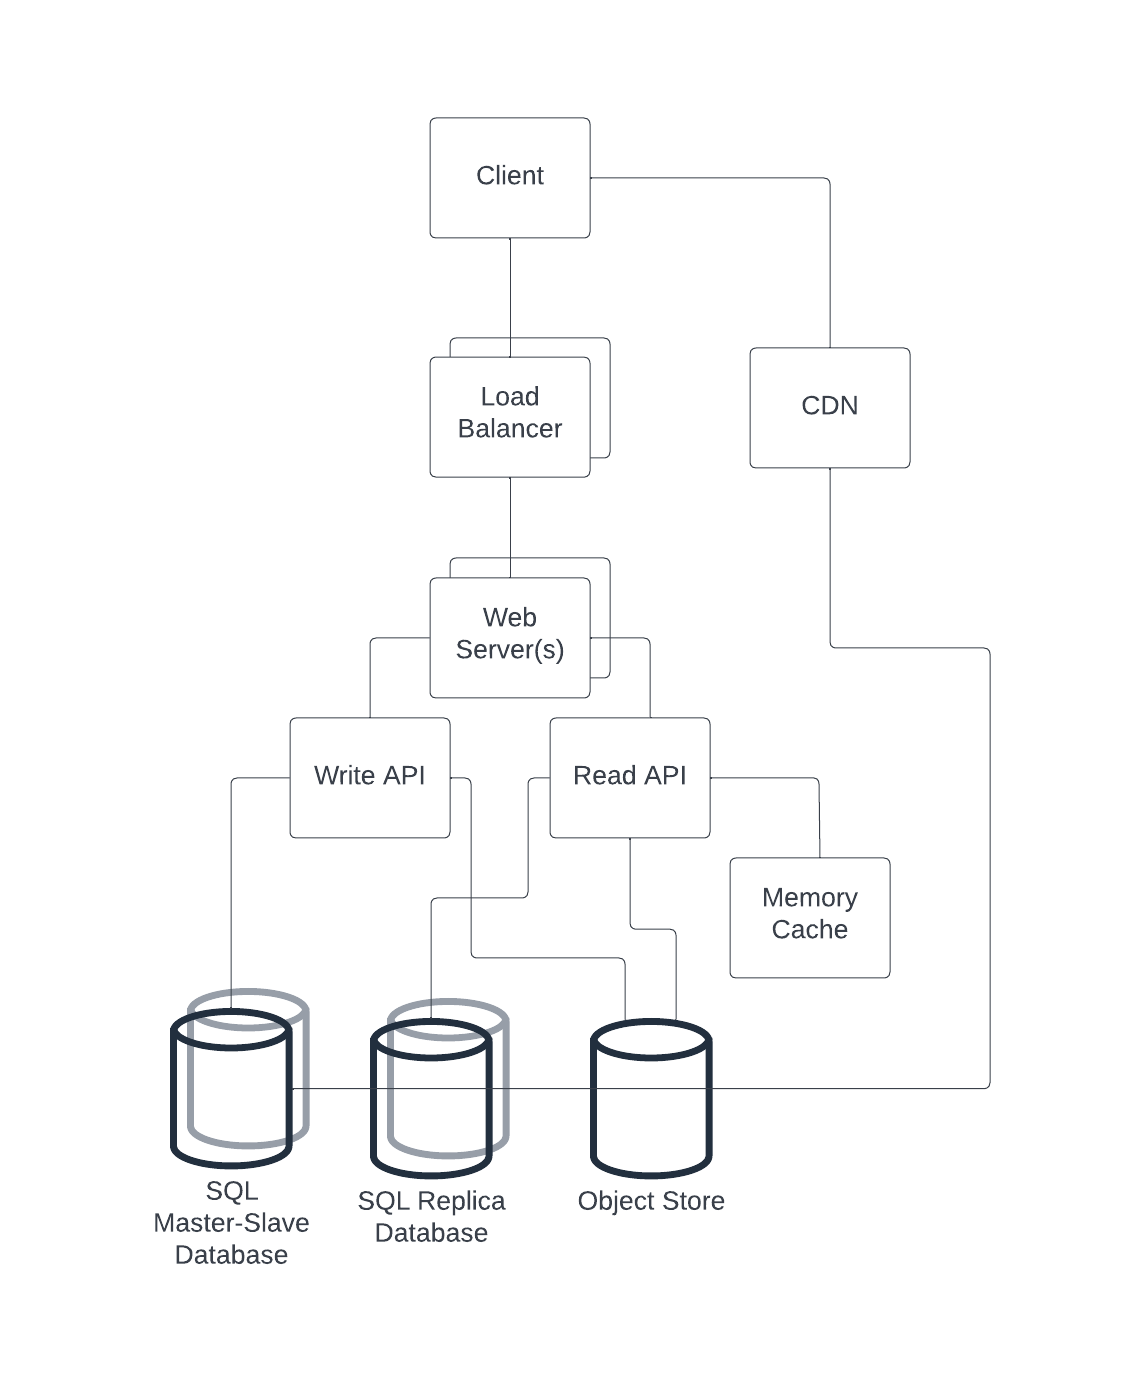 Client
Load
Balancer
CDN
Web
Server(s)
Write API
Read API
Memory
Cache
SQL
Master-Slave
Database
SQL Replica
Database
Object Store